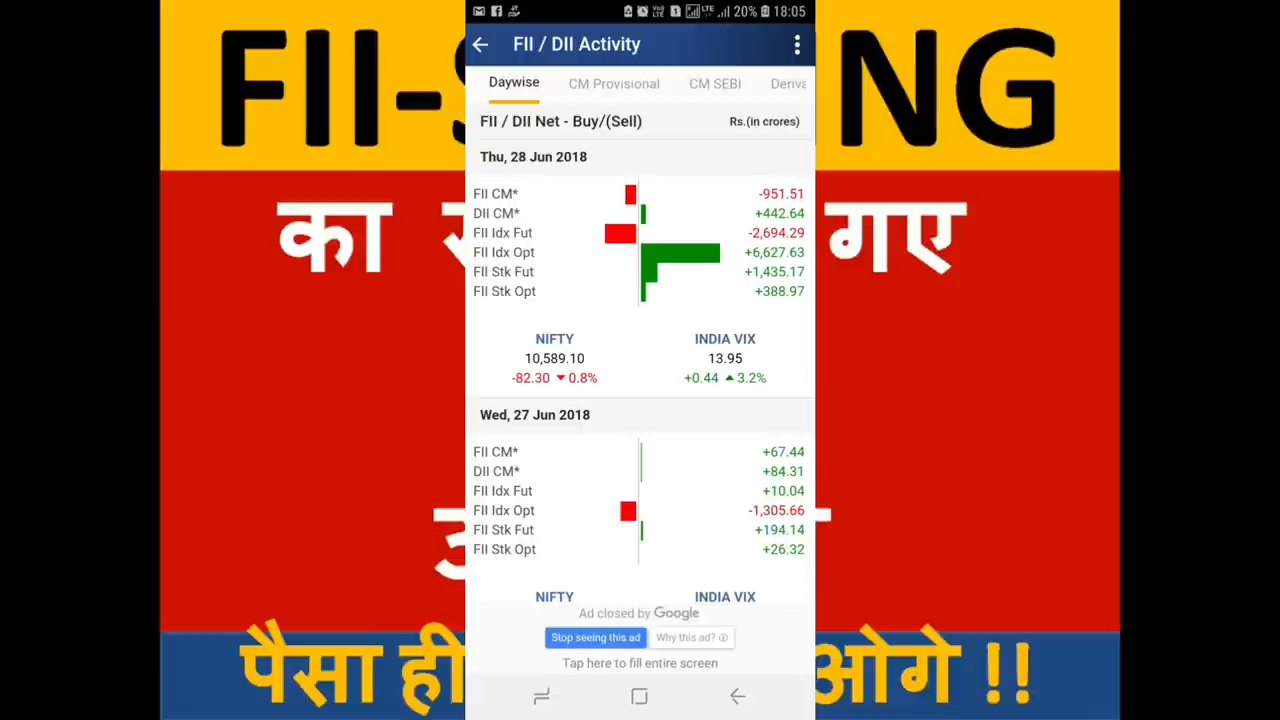 LTE 20% 18:05
FII / DII Activity
Daywise CM Provisional CM SEBI
FII / DII Net - Buy/(Sell) Rs.(in crores)
Thu, 28 Jun 2018
FII CM* -951.51
DII CM* +442.64
FII Idx Fut -2,694.29
FII Idx Opt +6,627.63
FII Stk Fut +1,435.17
FII Stk Opt +388.97
NIFTY INDIA VIX
10,589.10 13.95
-82.30 ▼ 0.8% +0.44 ▲ 3.2%
Wed, 27 Jun 2018
FII CM* +67.44
DII CM* +84.31
FII Idx Fut +10.04
FII Idx Opt -1,305.66
FII Stk Fut +194.14
FII Stk Opt +26.32
NIFTY INDIA VIX
Ad closed by Google
Stop seeing this ad Why this ad?
Tap here to fill entire screen
FII-
का गए
पैसा ही !!